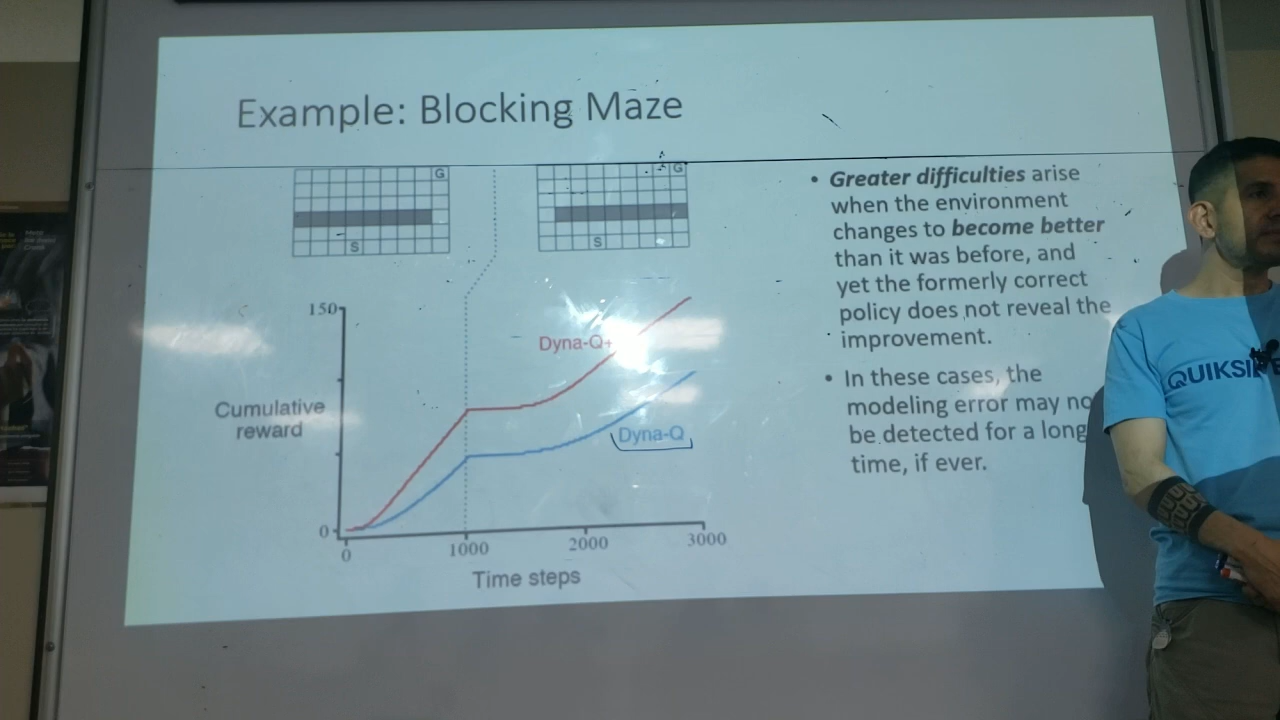 Example: Blocking Maze
G
S
G
S
150
Dyna-Q+
Cumulative
reward
Dyna-Q
0
0
1000
2000
3000
Time steps
• Greater difficulties arise
when the environment
changes to become better
than it was before, and
yet the formerly correct
policy does not reveal the
improvement.
• In these cases, the
modeling error may no
be detected for a long
time, if ever.
QUIKSI